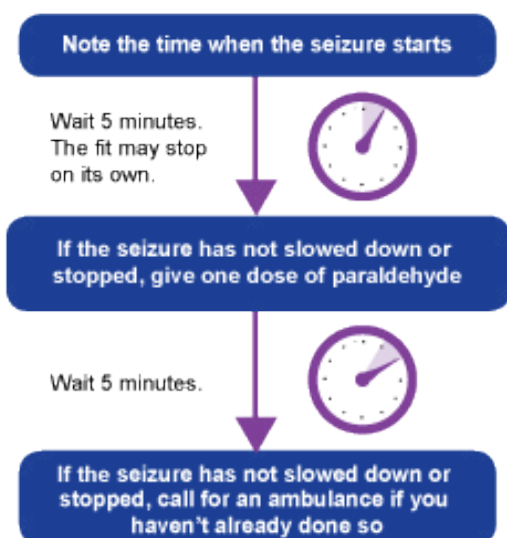 Note the time when the seizure starts
Wait 5 minutes.
The fit may stop
on its own.
If the seizure has not slowed down or
stopped, give one dose of paraldehyde
Wait 5 minutes.
If the seizure has not slowed down or
stopped, call for an ambulance if you
haven't already done so